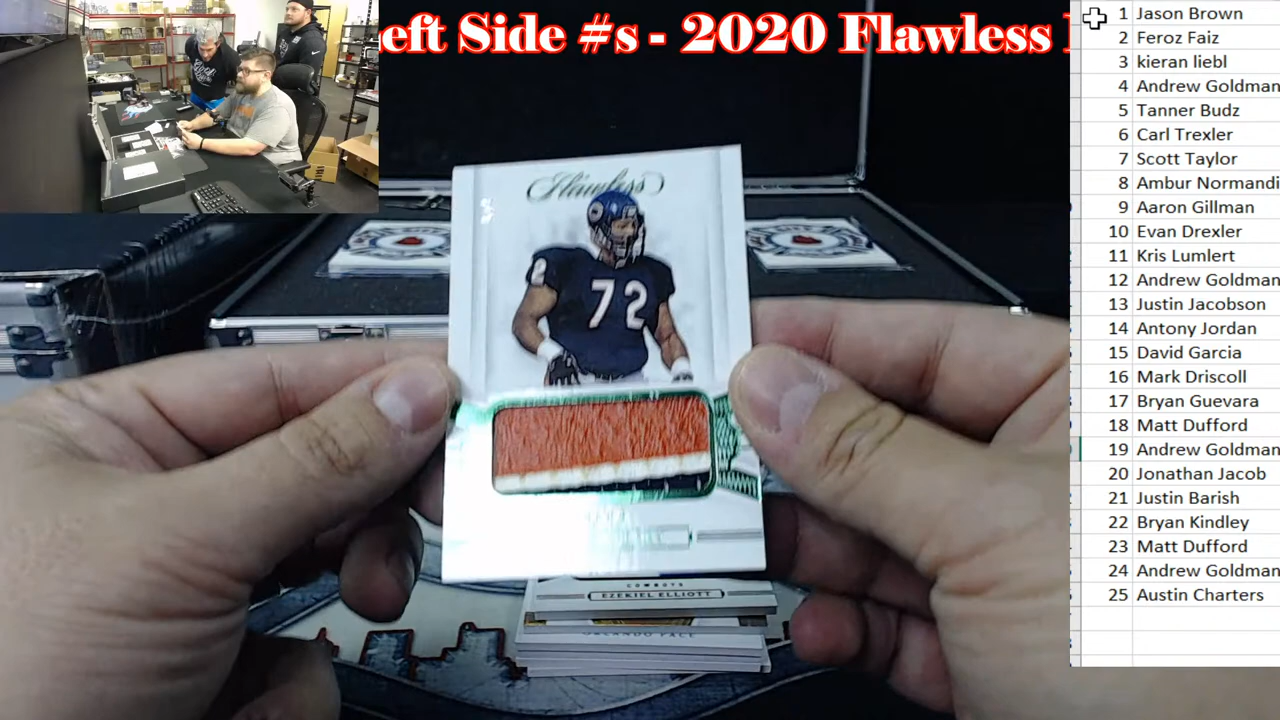 eft Side #s - 2020 Flawless
Flawless
2
72
COWBOYS
EZEKIEL ELLIOTT
ORLANDO PACE
1 Jason Brown
2 Feroz Faiz
3 kieran liebl
4 Andrew Goldman
5 Tanner Budz
6 Carl Trexler
7 Scott Taylor
8 Ambur Normandi
9 Aaron Gillman
10 Evan Drexler
11 Kris Lumlert
12 Andrew Goldman
13 Justin Jacobson
14 Antony Jordan
15 David Garcia
16 Mark Driscoll
17 Bryan Guevara
18 Matt Dufford
19 Andrew Goldman
20 Jonathan Jacob
21 Justin Barish
22 Bryan Kindley
23 Matt Dufford
24 Andrew Goldman
25 Austin Charters